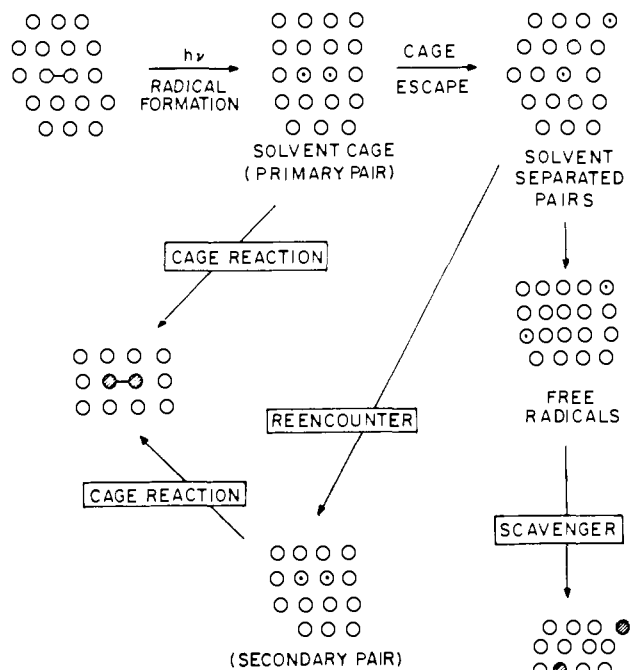 hν
RADICAL
FORMATION
CAGE
ESCAPE
SOLVENT CAGE
(PRIMARY PAIR)
SOLVENT
SEPARATED
PAIRS
CAGE REACTION
REENCOUNTER
FREE
RADICALS
CAGE REACTION
SCAVENGER
(SECONDARY PAIR)